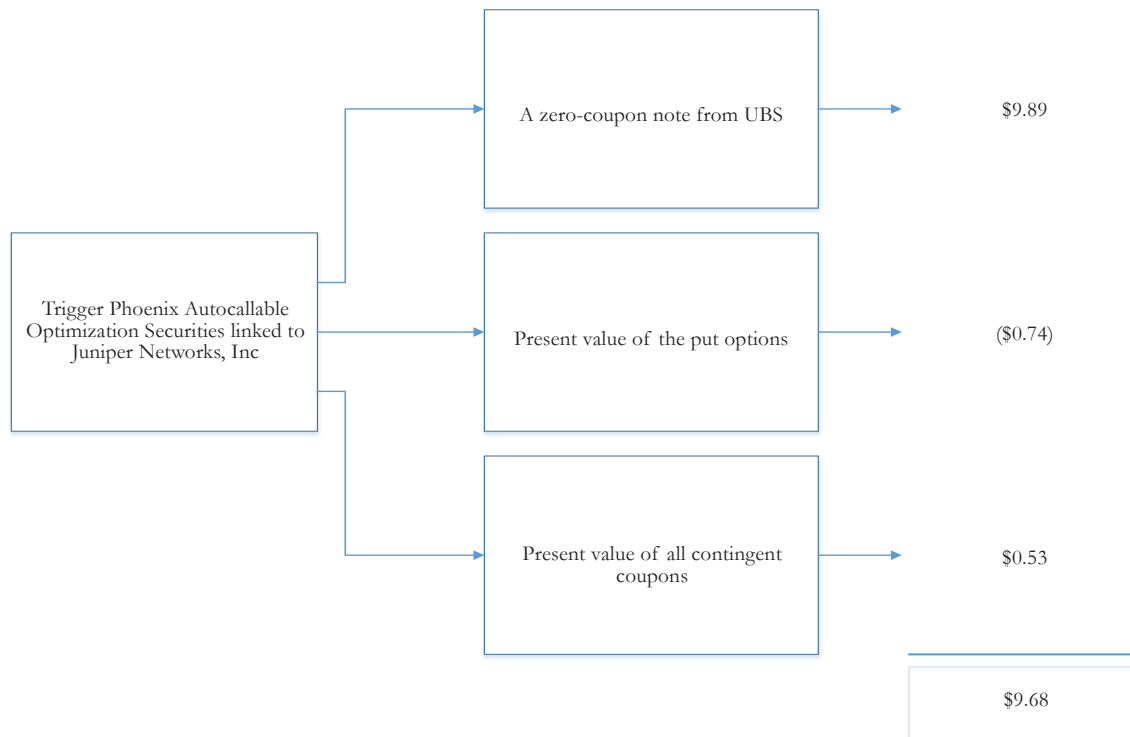 A zero-coupon note from UBS
$9.89
Trigger Phoenix Autocallable
Optimization Securities linked to
Juniper Networks, Inc
Present value of the put options
($0.74)
Present value of all contingent
coupons
$0.53
$9.68